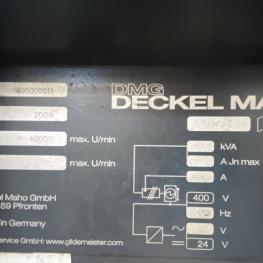 DMG
DECKEL MA
2009
10000 max. U/min
max. U/min
kVA
A Jn max
A
400 V
Hz
V
24 V
el Maho GmbH
59 Pfronten
in Germany
ervice GmbH: www.gildemeister.com